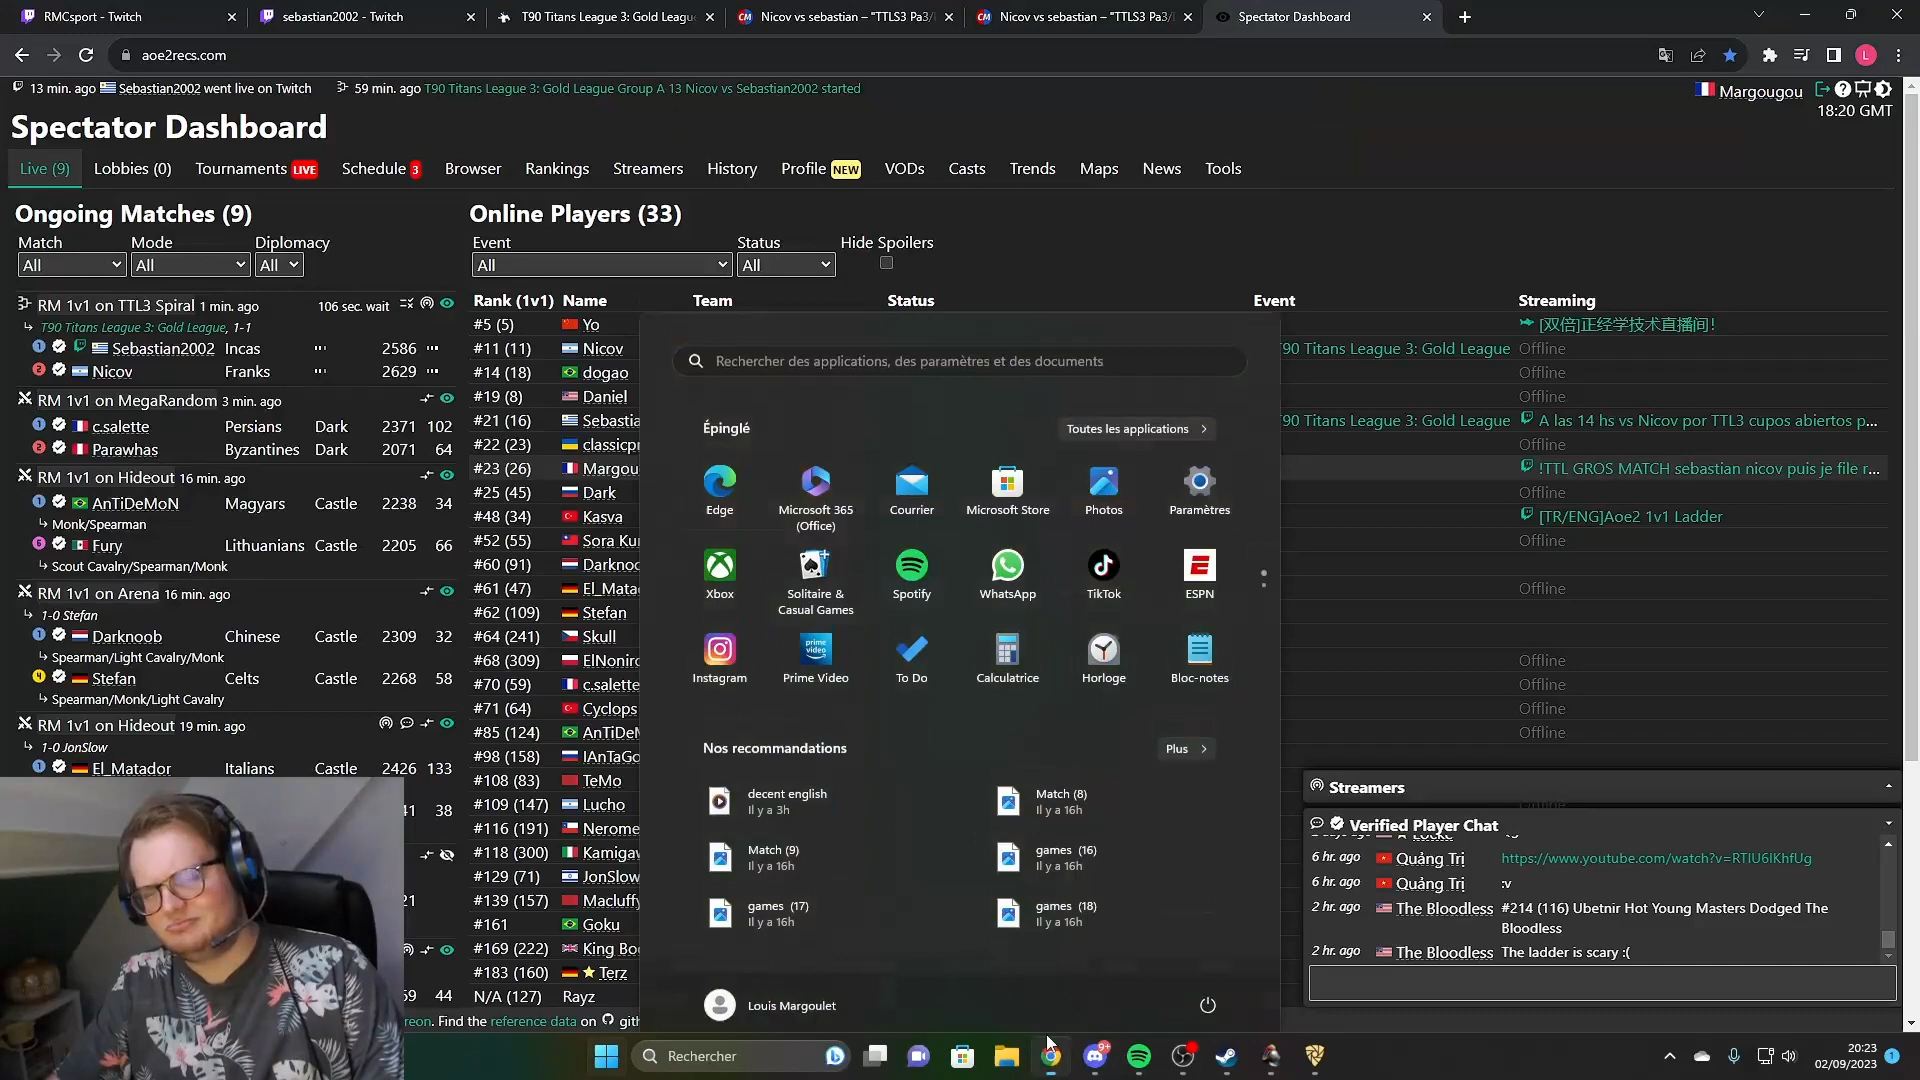 RMCsport - Twitch
sebastian2002 - Twitch
T90 Titans League 3: Gold League
Nicov vs sebastian – "TTLS3 Pa3/
Nicov vs sebastian – "TTLS3 Pa3/
Spectator Dashboard
aoe2recs.com
13 min. ago Sebastian2002 went live on Twitch
59 min. ago T90 Titans League 3: Gold League Group A 13 Nicov vs Sebastian2002 started
Margougou
18:20 GMT
Spectator Dashboard
Live (9) Lobbies (0) Tournaments LIVE Schedule 3 Browser Rankings Streamers History Profile NEW VODs Casts Trends Maps News Tools
Ongoing Matches (9)
Match Mode Diplomacy
All All All
RM 1v1 on TTL3 Spiral 1 min. ago 106 sec. wait
T90 Titans League 3: Gold League, 1-1
1 Sebastian2002 Incas 2586
2 Nicov Franks 2629
RM 1v1 on MegaRandom 3 min. ago
1 c.salette Persians Dark 2371 102
2 Parawhas Byzantines Dark 2071 64
RM 1v1 on Hideout 16 min. ago
1 AnTiDeMoN Magyars Castle 2238 34
Monk/Spearman
6 Fury Lithuanians Castle 2205 66
Scout Cavalry/Spearman/Monk
RM 1v1 on Arena 16 min. ago
1-0 Stefan
1 Darknoob Chinese Castle 2309 32
Spearman/Light Cavalry/Monk
4 Stefan Celts Castle 2268 58
Spearman/Monk/Light Cavalry
RM 1v1 on Hideout 19 min. ago
1-0 JonSlow
1 El_Matador Italians Castle 2426 133
41 38
21
59 44
Online Players (33)
Event Status Hide Spoilers
All All
Rank (1v1) Name Team Status Event Streaming
#5 (5) Yo [双倍]正经学技术直播间!
#11 (11) Nicov 90 Titans League 3: Gold League Offline
#14 (18) dogao Offline
#19 (8) Daniel Offline
#21 (16) Sebastia 90 Titans League 3: Gold League A las 14 hs vs Nicov por TTL3 cupos abiertos p...
#22 (23) classicpr Offline
#23 (26) Margou !TTL GROS MATCH sebastian nicov puis je file r...
#25 (45) Dark Offline
#48 (34) Kasva [TR/ENG]Aoe2 1v1 Ladder
#52 (55) Sora Ku Offline
#60 (91) Darknoo
#61 (47) El_Mata Offline
#62 (109) Stefan
#64 (241) Skull
#68 (309) ElNoniro Offline
#70 (59) c.salette Offline
#71 (64) Cyclops Offline
#85 (124) AnTiDeM Offline
#98 (158) IAnTaGo
#108 (83) TeMo
#109 (147) Lucho
#116 (191) Nerome
#118 (300) Kamigaw
#129 (71) JonSlow
#139 (157) Macluffy
#161 Goku
#169 (222) King Bo
#183 (160) Terz
N/A (127) Rayz
reon. Find the reference data on gith
Rechercher des applications, des paramètres et des documents
Épinglé Toutes les applications
Edge
Microsoft 365 (Office)
Courrier
Microsoft Store
Photos
Paramètres
Xbox
Solitaire & Casual Games
Spotify
WhatsApp
TikTok
ESPN
Instagram
Prime Video
To Do
Calculatrice
Horloge
Bloc-notes
Nos recommandations Plus
decent english
Il y a 3h
Match (8)
Il y a 16h
Match (9)
Il y a 16h
games (16)
Il y a 16h
games (17)
Il y a 16h
games (18)
Il y a 16h
Louis Margoulet
Streamers
Verified Player Chat
6 hr. ago Quảng Trị https://www.youtube.com/watch?v=RTIU6IKhfUg
6 hr. ago Quảng Trị :v
2 hr. ago The Bloodless #214 (116) Ubetnir Hot Young Masters Dodged The
Bloodless
2 hr. ago The Bloodless The ladder is scary :(
Rechercher
20:23
02/09/2023
1